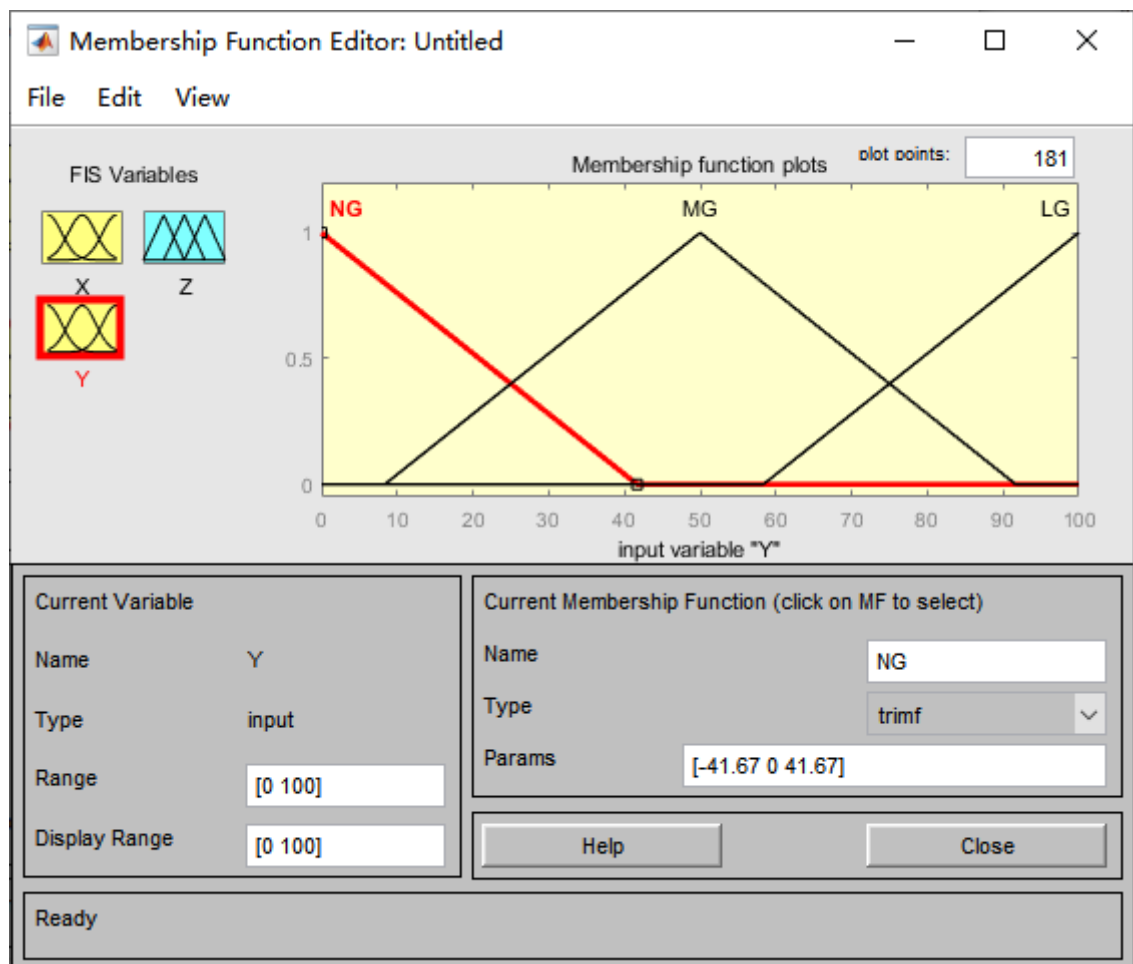 Membership Function Editor: Untitled
File Edit View
FIS Variables
X
Z
Y
Membership function plots
plot points:
181
NG
MG
LG
1
0.5
0
0 10 20 30 40 50 60 70 80 90 100
input variable "Y"
Current Variable
Name Y
Type input
Range [0 100]
Display Range [0 100]
Current Membership Function (click on MF to select)
Name NG
Type trimf
Params [-41.67 0 41.67]
Help
Close
Ready